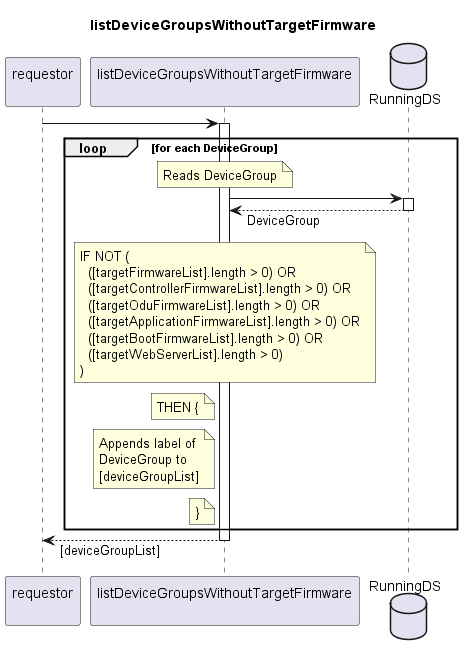 listDeviceGroupsWithoutTargetFirmware
requestor
listDeviceGroupsWithoutTargetFirmware
RunningDS
loop
[for each DeviceGroup]
Reads DeviceGroup
DeviceGroup
IF NOT (
([targetFirmwareList].length > 0) OR
([targetControllerFirmwareList].length > 0) OR
([targetOduFirmwareList].length > 0) OR
([targetApplicationFirmwareList].length > 0) OR
([targetBootFirmwareList].length > 0) OR
([targetWebServerList].length > 0)
)
THEN {
Appends label of
DeviceGroup to
[deviceGroupList]
}
[deviceGroupList]
requestor
listDeviceGroupsWithoutTargetFirmware
RunningDS